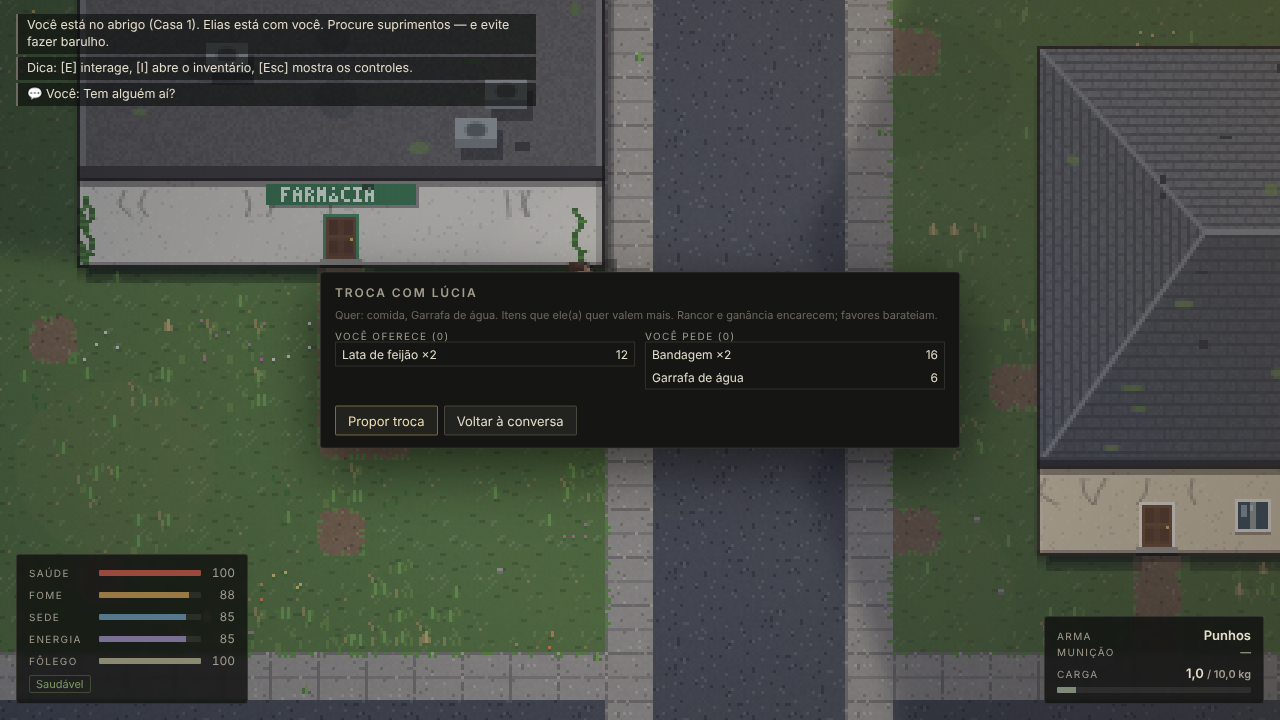 Você está no abrigo (Casa 1). Elias está com você. Procure suprimentos — e evite
fazer barulho.
Dica: [E] interage, [I] abre o inventário, [Esc] mostra os controles.
💬 Você: Tem alguém aí?
FARMÁCIA
TROCA COM LÚCIA
Quer: comida, Garrafa de água. Itens que ele(a) quer valem mais. Rancor e ganância encarecem; favores barateiam.
VOCÊ OFERECE (0)
Lata de feijão ×2 12
VOCÊ PEDE (0)
Bandagem ×2 16
Garrafa de água 6
Propor troca
Voltar à conversa
SAÚDE 100
FOME 88
SEDE 85
ENERGIA 85
FÔLEGO 100
Saudável
ARMA Punhos
MUNIÇÃO —
CARGA 1,0 / 10,0 kg